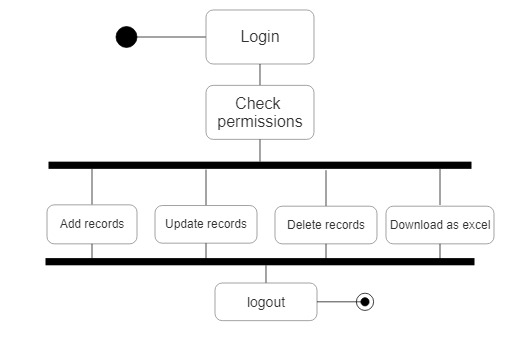 Login
Check
permissions
Add records
Update records
Delete records
Download as excel
logout